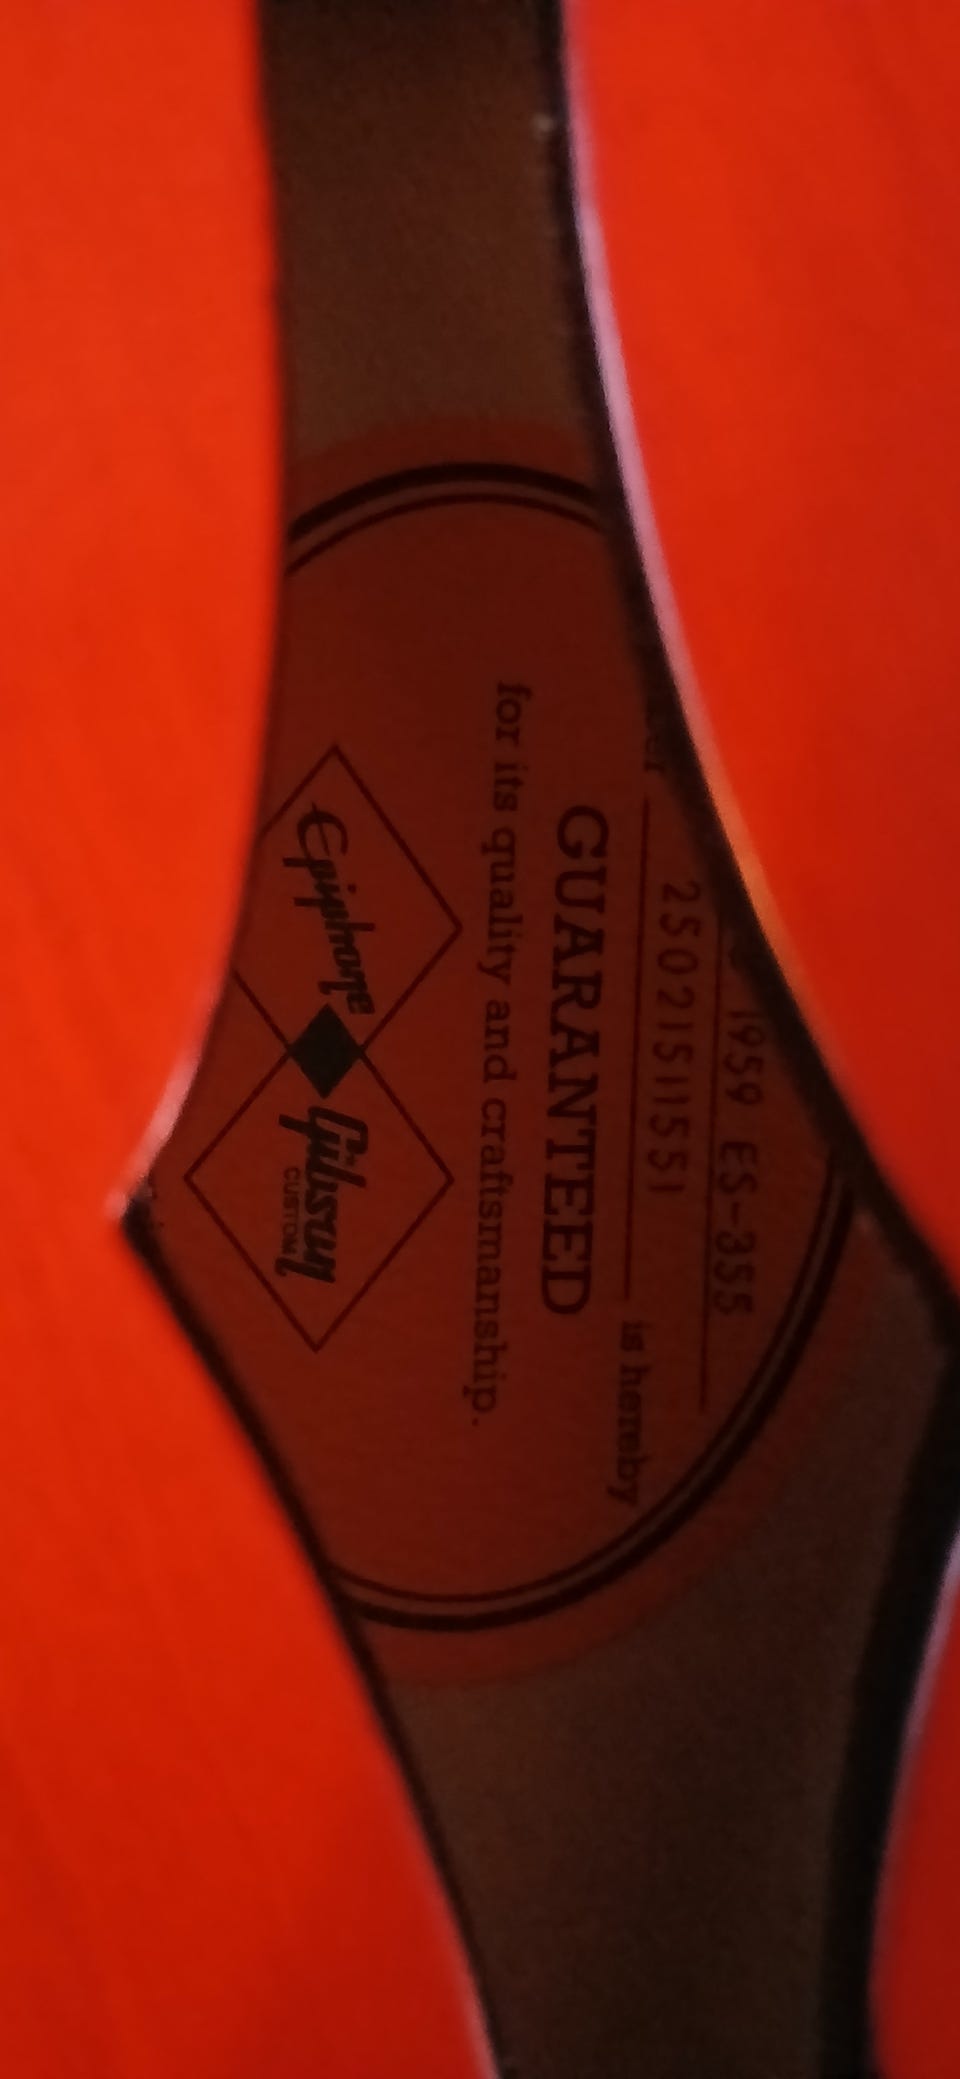 1959 ES-355
25021511551
is hereby
GUARANTEED
for its quality and craftsmanship.
Epiphone Gibson
CUSTOM